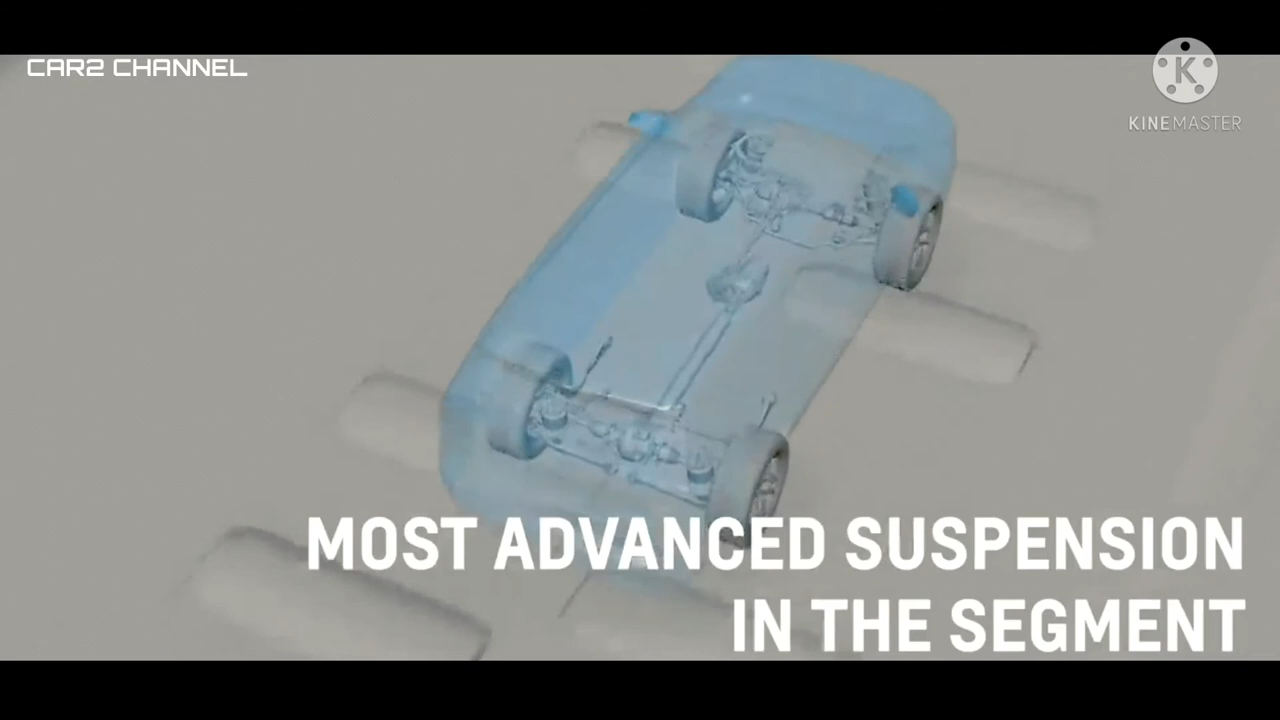 CAR2 CHANNEL
K
KINEMASTER
MOST ADVANCED SUSPENSION
IN THE SEGMENT